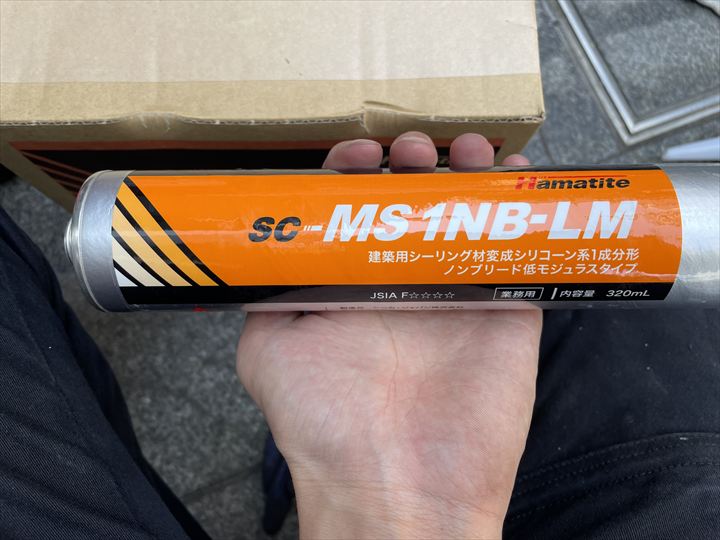 Hamatite
SC-MS 1NB-LM
建築用シーリング材変成シリコーン系1成分形
ノンブリード低モジュラスタイプ
JSIA F☆☆☆☆ 業務用 内容量 320mL